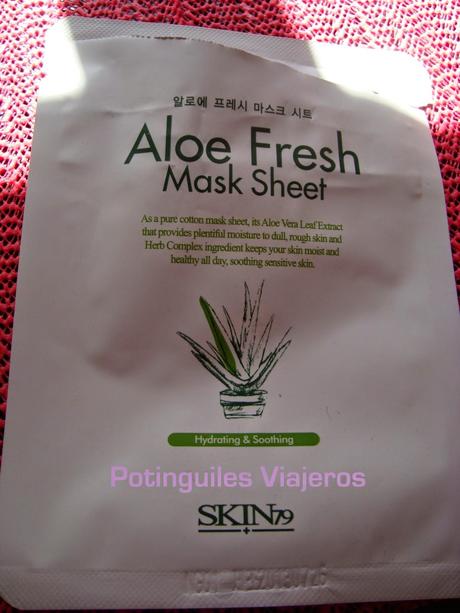 알로에 프레시 마스크 시트
Aloe Fresh
Mask Sheet
As a pure cotton mask sheet, its Aloe Vera Leaf Extract
that provides plentiful moisture to dull, rough skin and
Herb Complex ingredient keeps your skin moist and
healthy all day, soothing sensitive skin.
Hydrating & Soothing
Potinguiles Viajeros
SKIN79